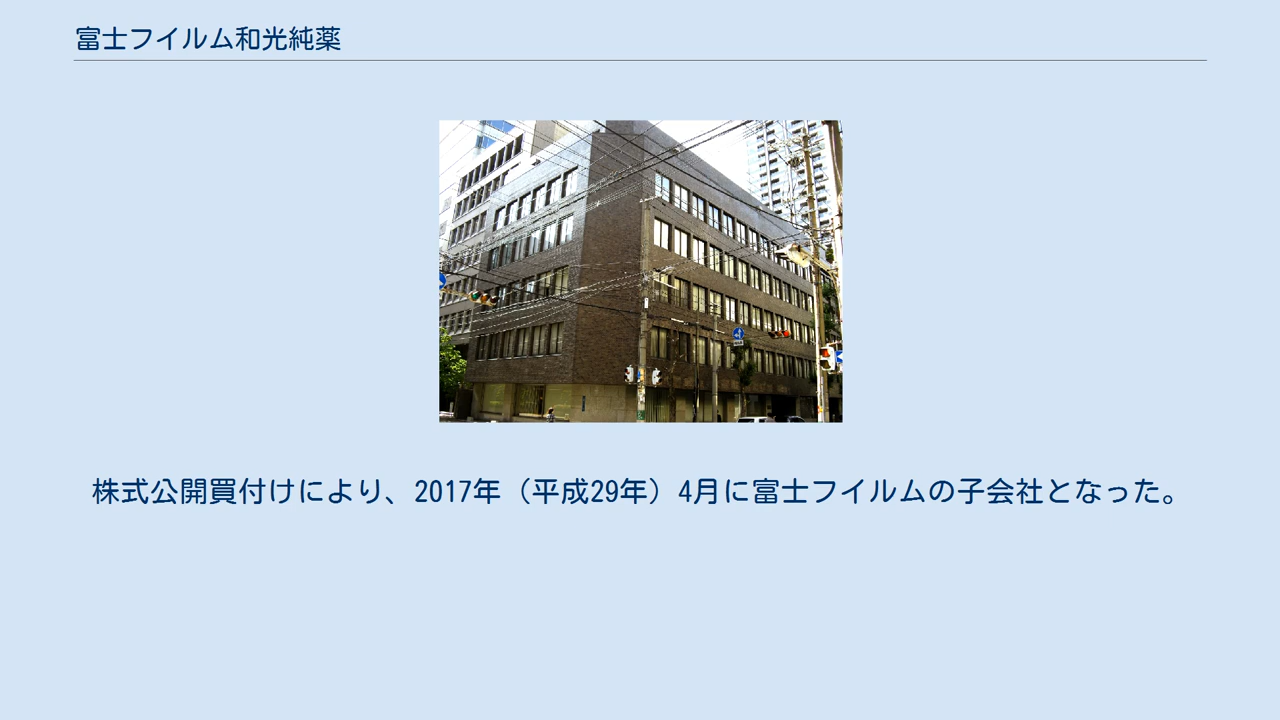 富士フイルム和光純薬
株式公開買付けにより、2017年（平成29年）4月に富士フイルムの子会社となった。